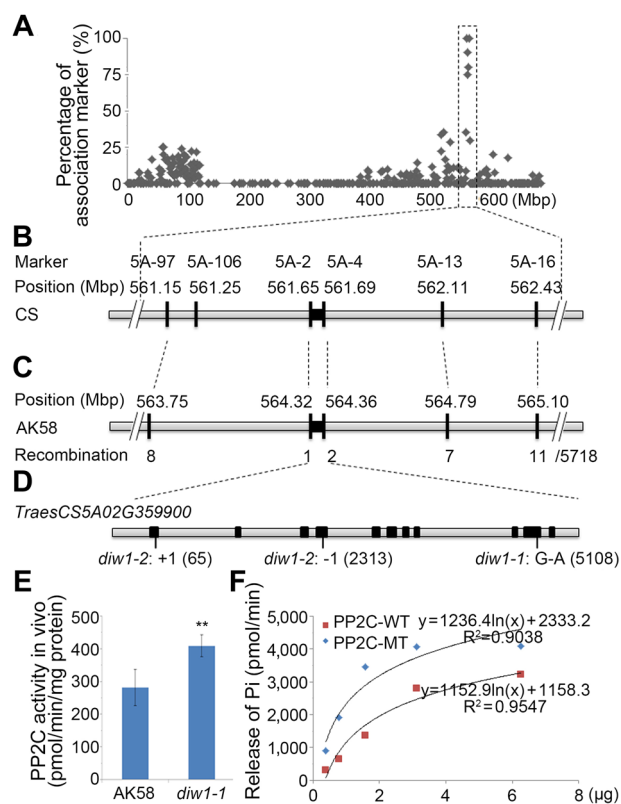 A
Percentage of
association marker (%)
100
75
50
25
0
0 100 200 300 400 500 600 (Mbp)
B
Marker 5A-97 5A-106 5A-2 5A-4 5A-13 5A-16
Position (Mbp) 561.15 561.25 561.65 561.69 562.11 562.43
CS
C
Position (Mbp) 563.75 564.32 564.36 564.79 565.10
AK58
Recombination 8 1 2 7 11 /5718
D
TraesCS5A02G359900
diw1-2: +1 (65) diw1-2: -1 (2313) diw1-1: G-A (5108)
E
PP2C activity in vivo
(pmol/min/mg protein)
500
400
300
200
100
0
**
AK58 diw1-1
F
Release of Pi (pmol/min)
5,000
4,000
3,000
2,000
1,000
0
PP2C-WT
PP2C-MT
y=1236.4ln(x)+2333.2
R²=0.9038
y=1152.9ln(x)+1158.3
R²=0.9547
0 2 4 6 8 (μg)